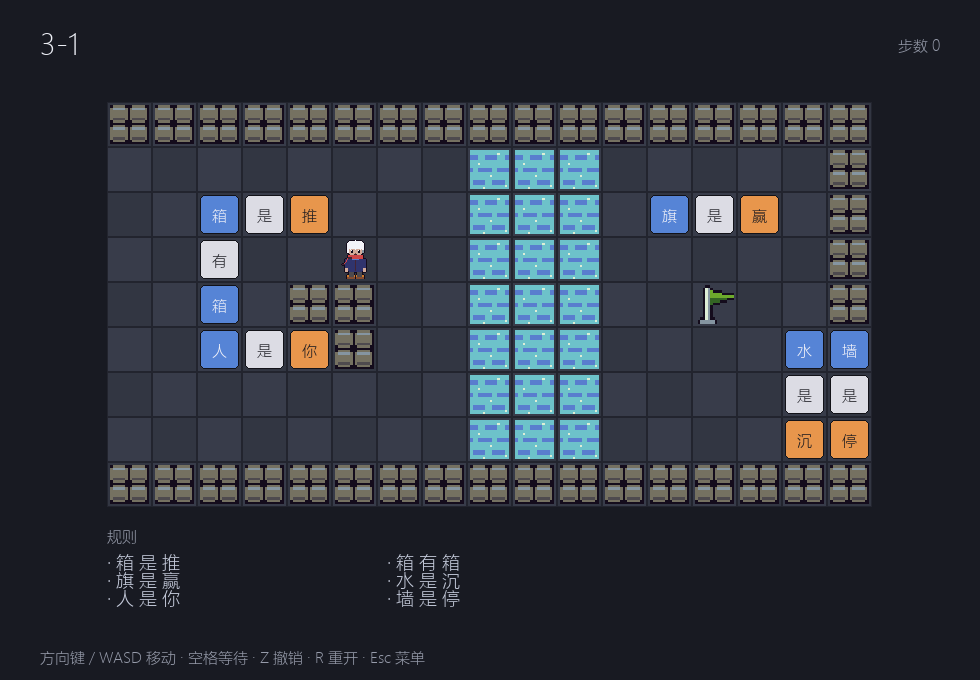 3-1
步数 0
箱 是 推 旗 是 赢
有
箱
人 是 你 水 墙
是 是
沉 停
规则
· 箱 是 推 · 箱 有 箱
· 旗 是 赢 · 水 是 沉
· 人 是 你 · 墙 是 停
方向键 / WASD 移动 · 空格等待 · Z 撤销 · R 重开 · Esc 菜单